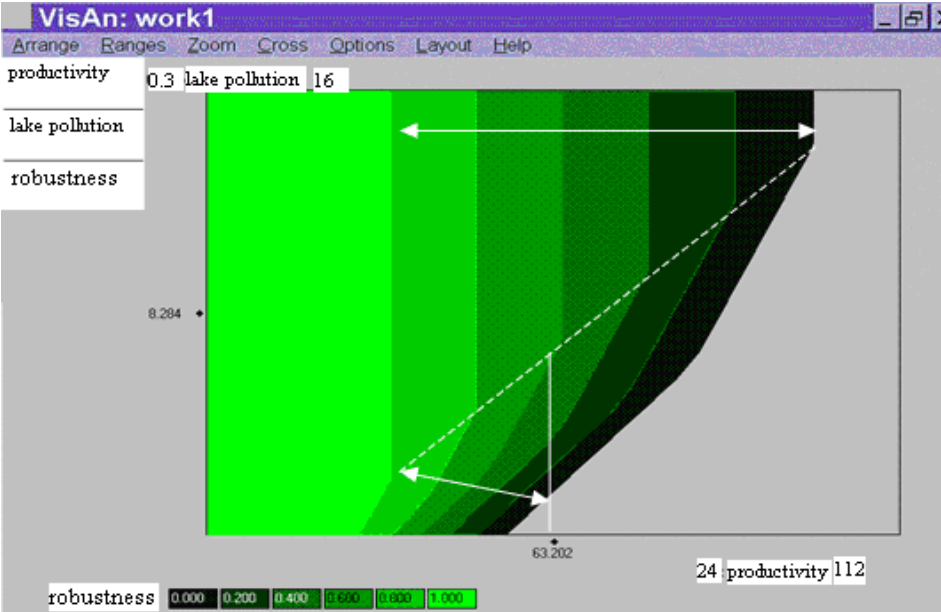 VisAn: work1
Arrange Ranges Zoom Cross Options Layout Help
productivity
0.3 lake pollution 16
lake pollution
robustness
8.284
63.202
24 productivity 112
robustness 0.000 0.200 0.400 0.600 0.800 1.000